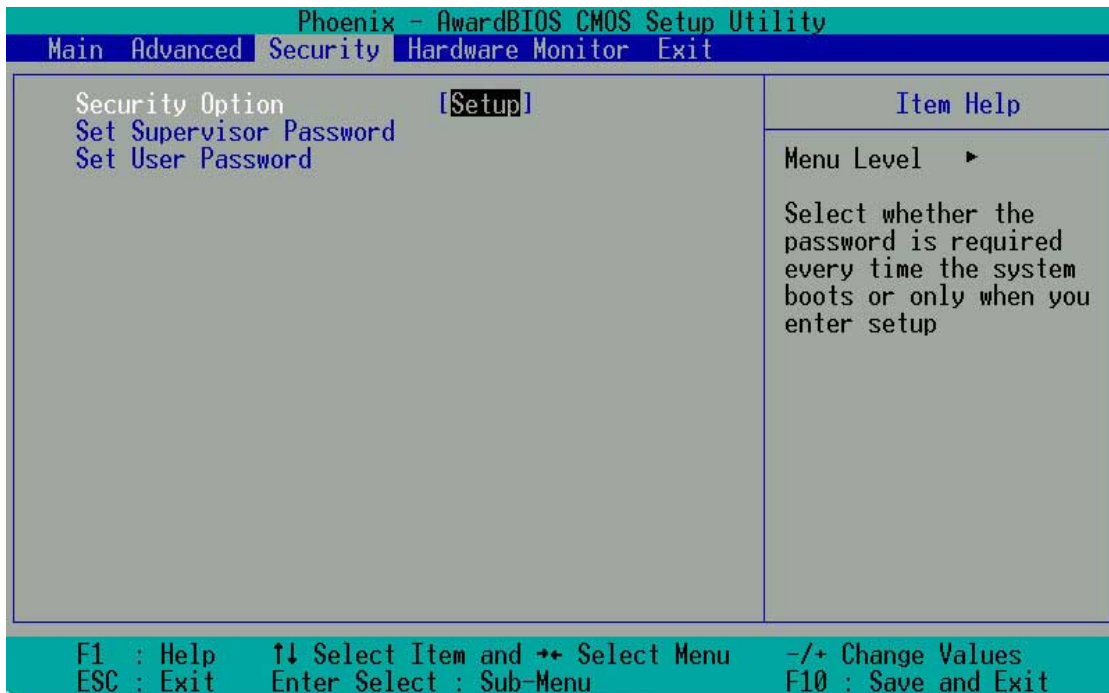 Phoenix - AwardBIOS CMOS Setup Utility
Main Advanced Security Hardware Monitor Exit
Security Option [Setup]
Set Supervisor Password
Set User Password
Item Help
Menu Level ►
Select whether the
password is required
every time the system
boots or only when you
enter setup
F1 : Help ↑↓ Select Item and →← Select Menu -/+ Change Values
ESC : Exit Enter Select : Sub-Menu F10 : Save and Exit